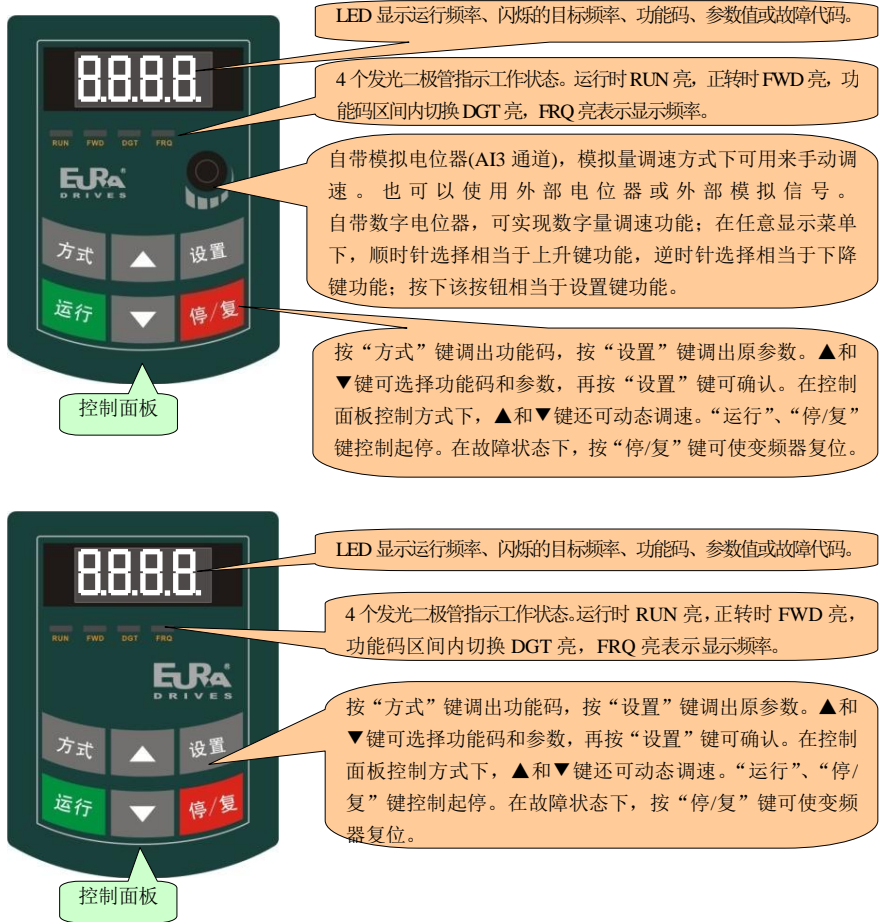 LED 显示运行频率、闪烁的目标频率、功能码、参数值或故障代码。
8.8.8.8.
4 个发光二极管指示工作状态。运行时 RUN 亮，正转时 FWD 亮，功
能码区间内切换 DGT 亮，FRQ 亮表示显示频率。
RUN FWD DGT FRQ
EURA
DRIVES
自带模拟电位器(AI3 通道)，模拟量调速方式下可用来手动调
速。也可以使用外部电位器或外部模拟信号。
自带数字电位器，可实现数字量调速功能；在任意显示菜单
下，顺时针选择相当于上升键功能，逆时针选择相当于下降
键功能；按下该按钮相当于设置键功能。
方式 ▲ 设置
运行 ▼ 停/复
按“方式”键调出功能码，按“设置”键调出原参数。▲和
▼键可选择功能码和参数，再按“设置”键可确认。在控制
面板控制方式下，▲和▼键还可动态调速。“运行”、“停/复”
键控制起停。在故障状态下，按“停/复”键可使变频器复位。
控制面板
LED 显示运行频率、闪烁的目标频率、功能码、参数值或故障代码。
8.8.8.8.
4 个发光二极管指示工作状态。运行时 RUN 亮，正转时 FWD 亮，
功能码区间内切换 DGT 亮，FRQ 亮表示显示频率。
RUN FWD DGT FRQ
EURA
DRIVES
按“方式”键调出功能码，按“设置”键调出原参数。▲和
▼键可选择功能码和参数，再按“设置”键可确认。在控制
面板控制方式下，▲和▼键还可动态调速。“运行”、“停/
复”键控制起停。在故障状态下，按“停/复”键可使变频
器复位。
方式 ▲ 设置
运行 ▼ 停/复
控制面板